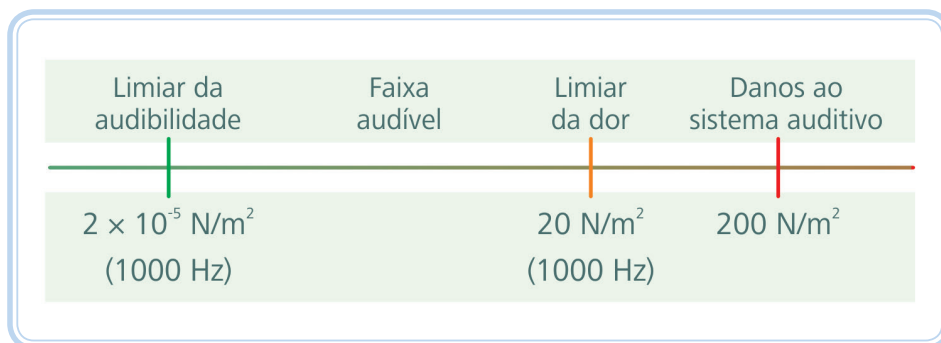 Limiar da
audibilidade
Faixa
audível
Limiar
da dor
Danos ao
sistema auditivo
2 × 10⁻⁵ N/m²
(1000 Hz)
20 N/m²
(1000 Hz)
200 N/m²